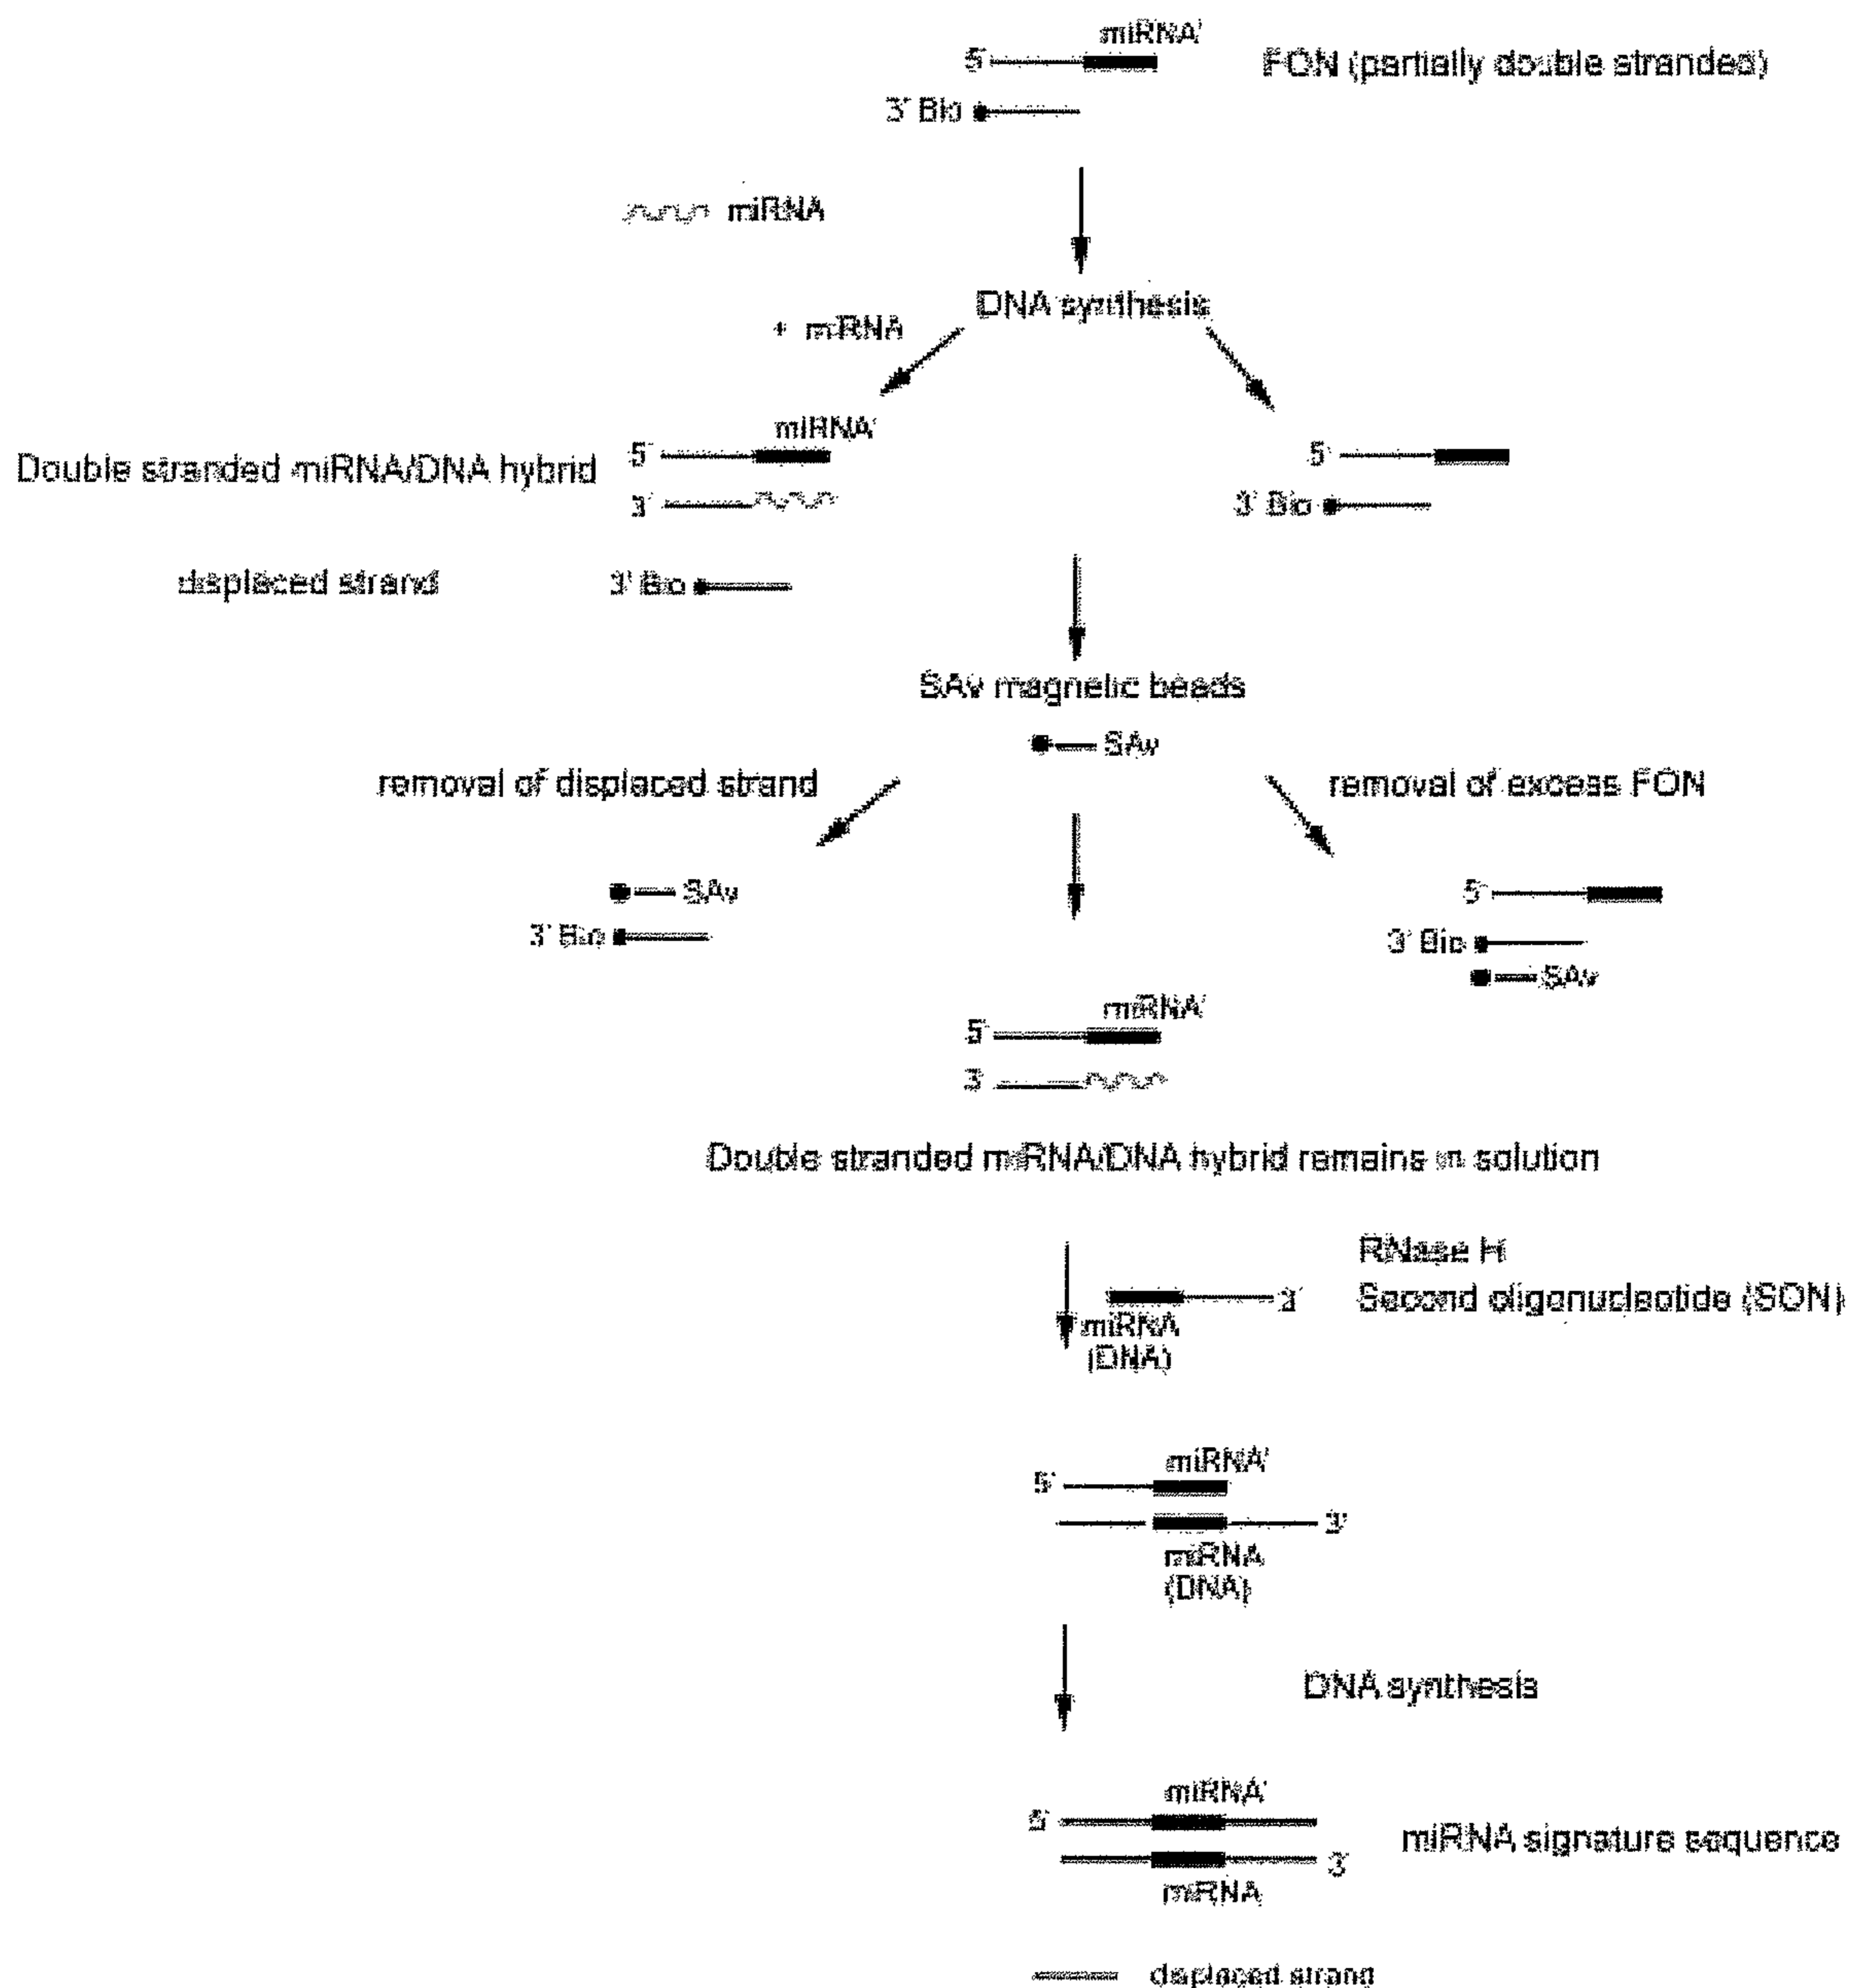 miRNA'
5' FON (partially double stranded)
3' Bio
miRNA
DNA synthesis
+ miRNA
miRNA'
Double stranded miRNA/DNA hybrid 5' 5'
3' 3' Bio
displaced strand 3' Bio
SAv magnetic beads
SAv
removal of displaced strand removal of excess FON
SAv 5'
3' Bio 3' Bio
SAv
miRNA'
5'
3'
Double stranded miRNA/DNA hybrid remains in solution
RNase H
3' Second oligonucleotide (SON)
miRNA
(DNA)
miRNA'
5'
3'
miRNA
(DNA)
DNA synthesis
miRNA'
5'
miRNA signature sequence
3'
miRNA
displaced strand